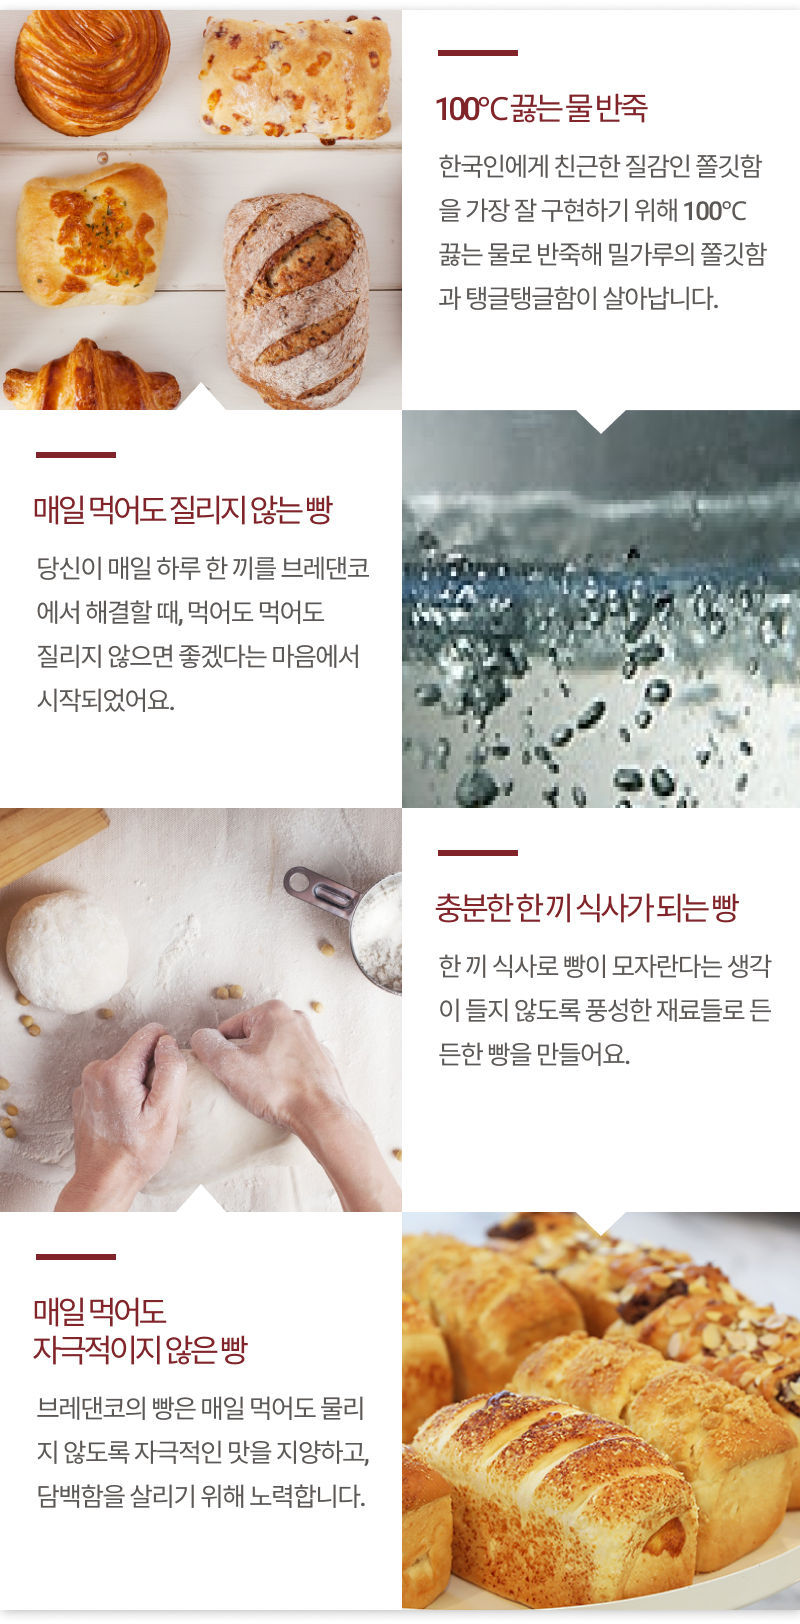 100℃ 끓는 물 반죽
한국인에게 친근한 질감인 쫄깃함
을 가장 잘 구현하기 위해 100℃
끓는 물로 반죽해 밀가루의 쫄깃함
과 탱글탱글함이 살아납니다.
매일 먹어도 질리지 않는 빵
당신이 매일 하루 한 끼를 브레댄코
에서 해결할 때, 먹어도 먹어도
질리지 않으면 좋겠다는 마음에서
시작되었어요.
충분한 한 끼 식사가 되는 빵
한 끼 식사로 빵이 모자란다는 생각
이 들지 않도록 풍성한 재료들로 든
든한 빵을 만들어요.
매일 먹어도
자극적이지 않은 빵
브레댄코의 빵은 매일 먹어도 물리
지 않도록 자극적인 맛을 지양하고,
담백함을 살리기 위해 노력합니다.